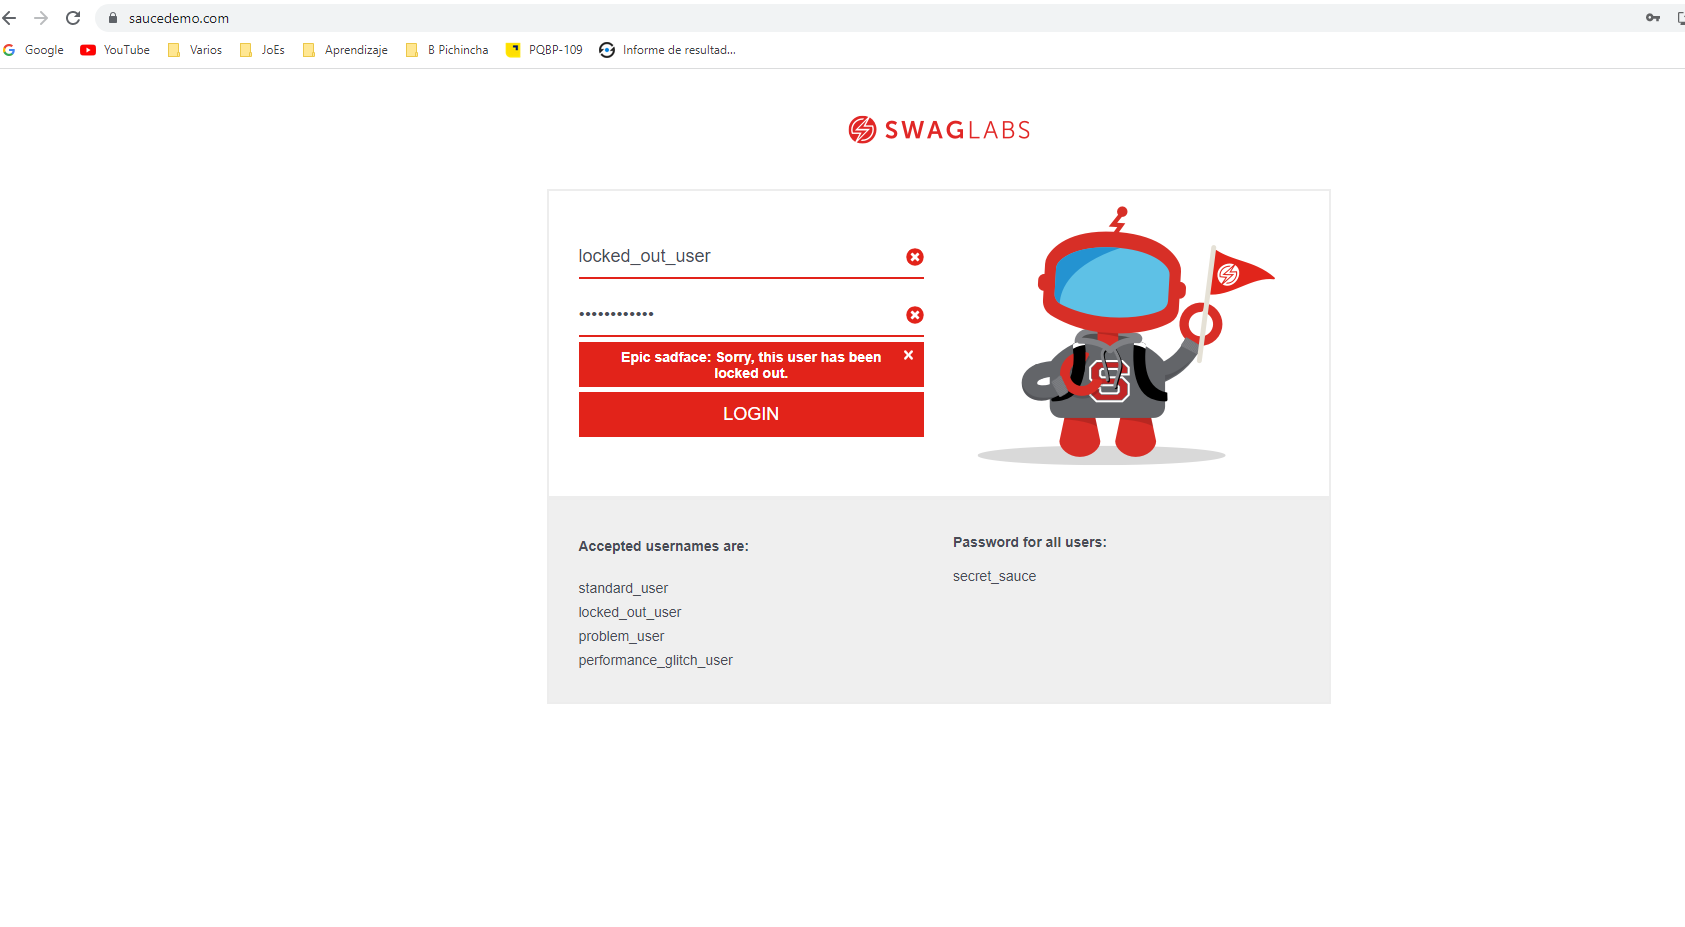 saucedemo.com
Google YouTube Varios JoEs Aprendizaje B Pichincha PQBP-109 Informe de resultad...
SWAGLABS
locked_out_user
••••••••••••
Epic sadface: Sorry, this user has been
locked out.
LOGIN
S
Accepted usernames are:
standard_user
locked_out_user
problem_user
performance_glitch_user
Password for all users:
secret_sauce